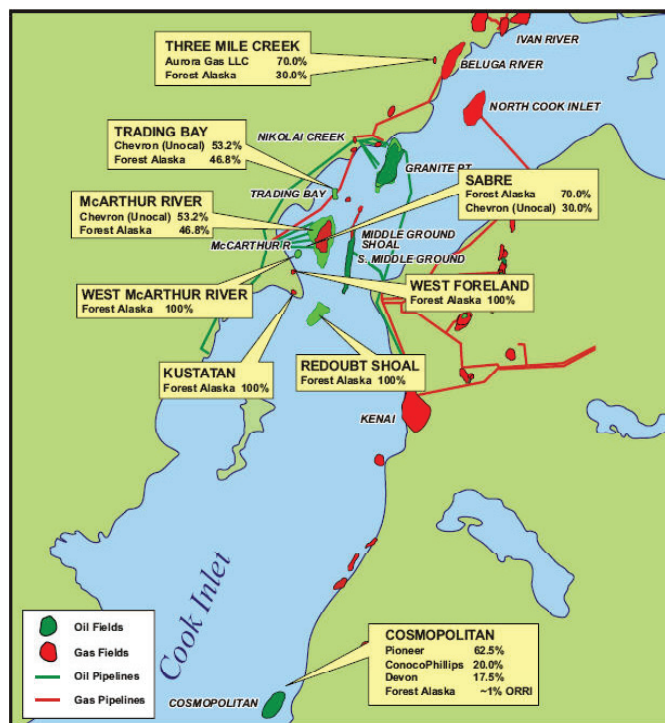 IVAN RIVER
THREE MILE CREEK
Aurora Gas LLC 70.0%
Forest Alaska 30.0%
BELUGA RIVER
NORTH COOK INLET
TRADING BAY
Chevron (Unocal) 53.2%
Forest Alaska 46.8%
NIKOLAI CREEK
GRANITE PT.
SABRE
Forest Alaska 70.0%
Chevron (Unocal) 30.0%
TRADING BAY
McARTHUR RIVER
Chevron (Unocal) 53.2%
Forest Alaska 46.8%
McCARTHUR R
MIDDLE GROUND
SHOAL
S. MIDDLE GROUND
WEST McARTHUR RIVER
Forest Alaska 100%
WEST FORELAND
Forest Alaska 100%
KUSTATAN
Forest Alaska 100%
REDOUBT SHOAL
Forest Alaska 100%
KENAI
Cook Inlet
Oil Fields
Gas Fields
Oil Pipelines
Gas Pipelines
COSMOPOLITAN
Pioneer 62.5%
ConocoPhillips 20.0%
Devon 17.5%
Forest Alaska ~1% ORRI
COSMOPOLITAN